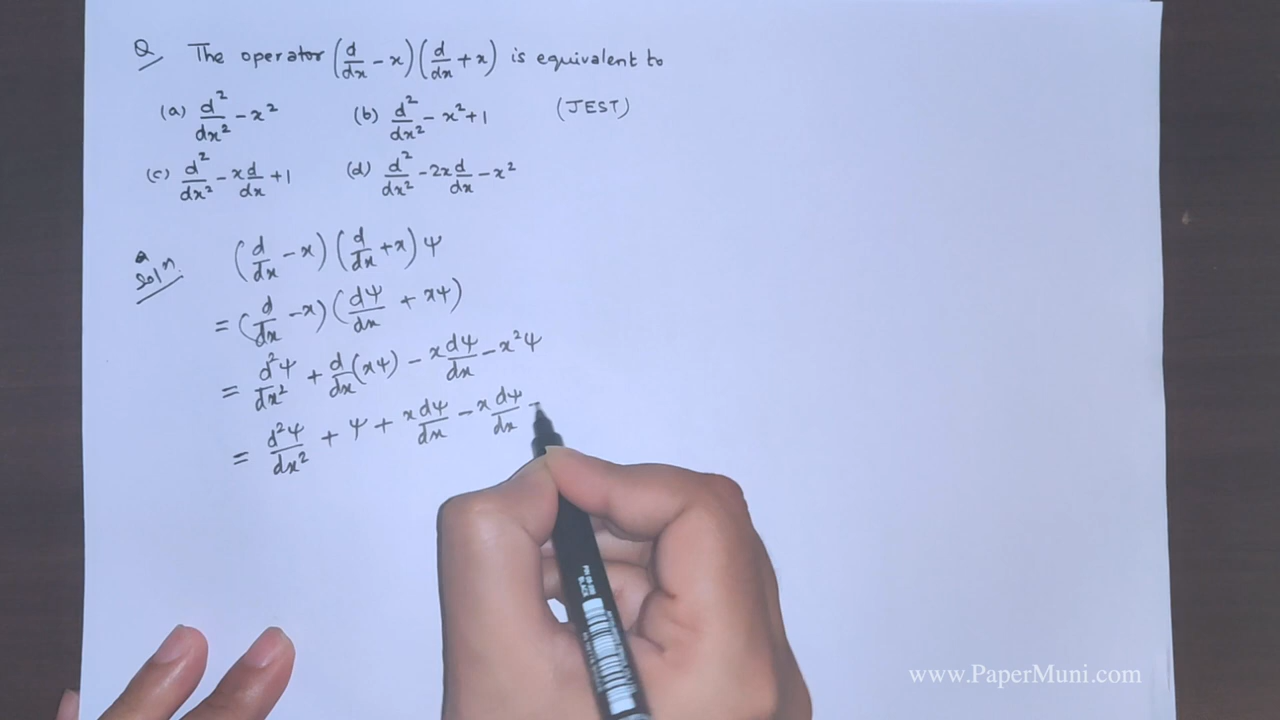 Q The operator (d/dx - x)(d/dx + x) is equivalent to
(a) d²/dx² - x² (b) d²/dx² - x² + 1 (JEST)
(c) d²/dx² - x d/dx + 1 (d) d²/dx² - 2x d/dx - x²
Solⁿ. (d/dx - x)(d/dx + x)ψ
= (d/dx - x)(dψ/dx + xψ)
= d²ψ/dx² + d/dx(xψ) - x dψ/dx - x²ψ
= d²ψ/dx² + ψ + x dψ/dx - x dψ/dx -
www.PaperMuni.com